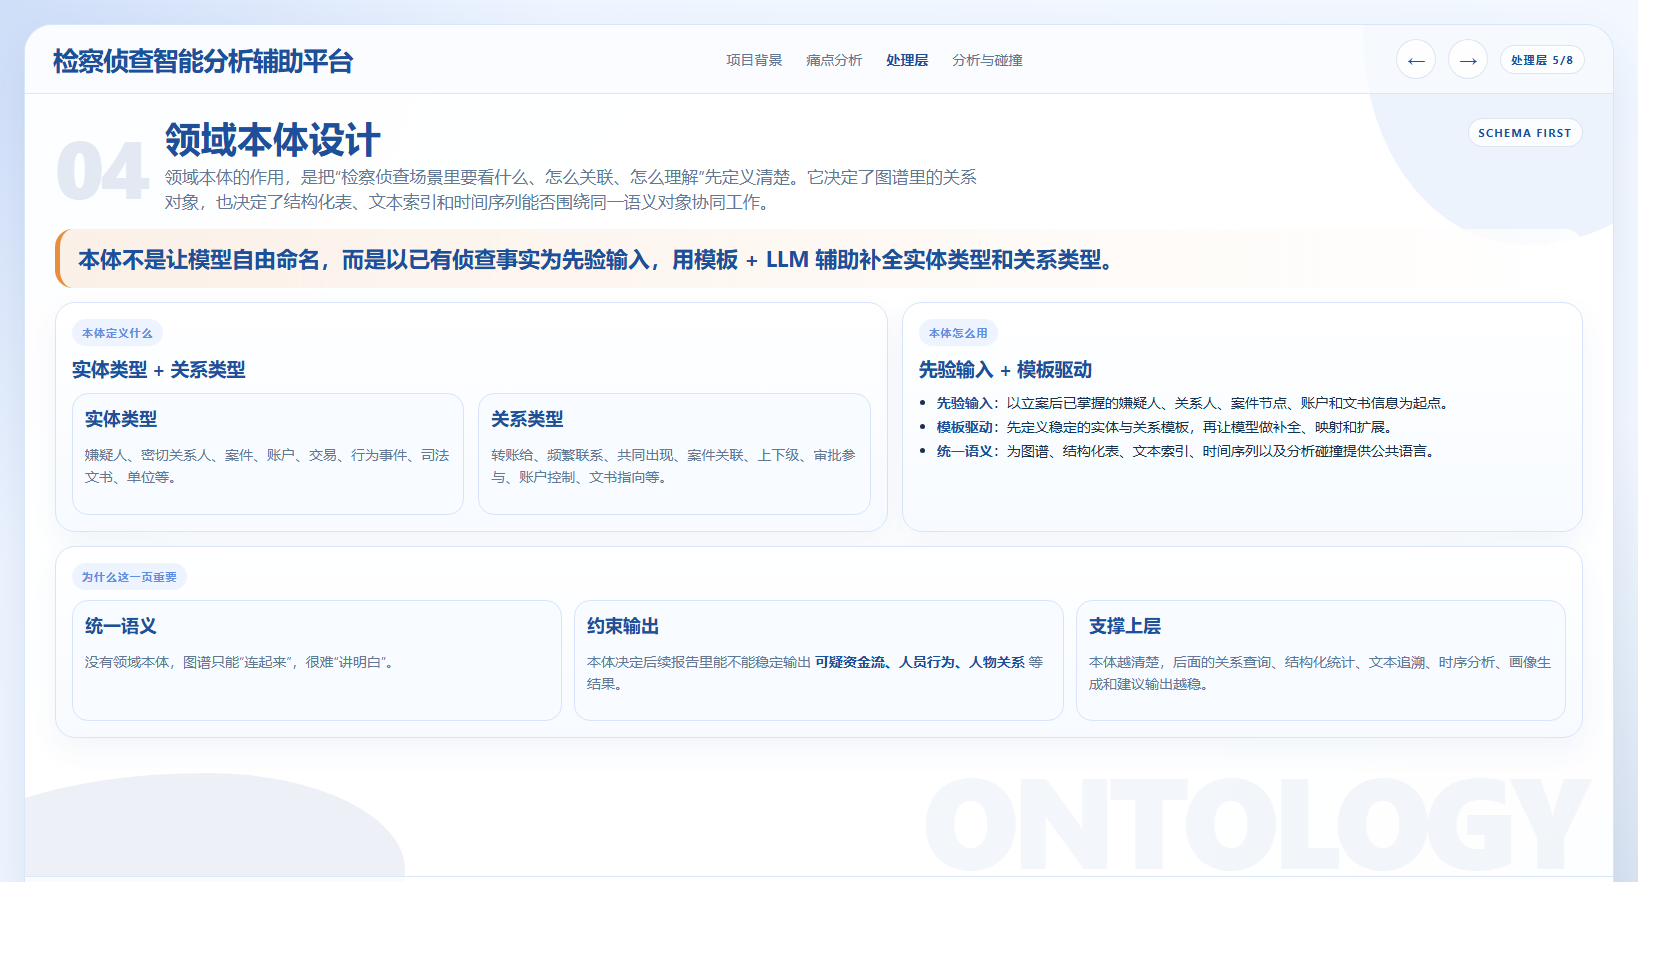 检察侦查智能分析辅助平台
项目背景 痛点分析 处理层 分析与碰撞
← → 处理层 5/8
04
领域本体设计
SCHEMA FIRST
领域本体的作用，是把“检察侦查场景里要看什么、怎么关联、怎么理解”先定义清楚。它决定了图谱里的关系
对象，也决定了结构化表、文本索引和时间序列能否围绕同一语义对象协同工作。
本体不是让模型自由命名，而是以已有侦查事实为先验输入，用模板 + LLM 辅助补全实体类型和关系类型。
本体定义什么
实体类型 + 关系类型
实体类型
嫌疑人、密切关系人、案件、账户、交易、行为事件、司法
文书、单位等。
关系类型
转账给、频繁联系、共同出现、案件关联、上下级、审批参
与、账户控制、文书指向等。
本体怎么用
先验输入 + 模板驱动
• 先验输入：以立案后已掌握的嫌疑人、关系人、案件节点、账户和文书信息为起点。
• 模板驱动：先定义稳定的实体与关系模板，再让模型做补全、映射和扩展。
• 统一语义：为图谱、结构化表、文本索引、时间序列以及分析碰撞提供公共语言。
为什么这一页重要
统一语义
没有领域本体，图谱只能“连起来”，很难“讲明白”。
约束输出
本体决定后续报告里能不能稳定输出 可疑资金流、人员行为、人物关系 等
结果。
支撑上层
本体越清楚，后面的关系查询、结构化统计、文本追溯、时序分析、画像生
成和建议输出越稳。
ONTOLOGY